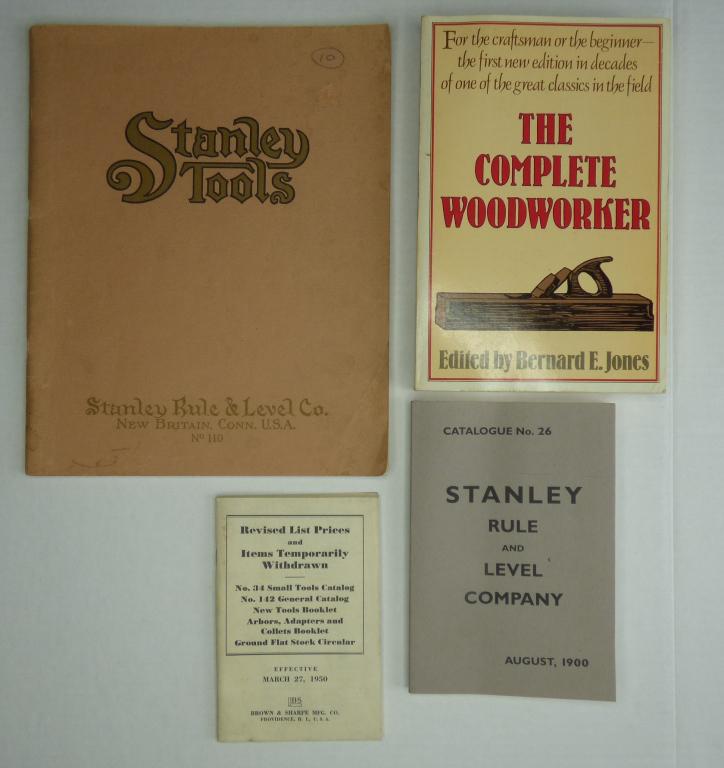 10
Stanley
Tools
Stanley Rule & Level Co.
New Britain, Conn. U.S.A.
No 110
For the craftsman or the beginner—
the first new edition in decades
of one of the great classics in the field
THE
COMPLETE
WOODWORKER
Edited by Bernard E. Jones
Revised List Prices
and
Items Temporarily
Withdrawn
No. 34 Small Tools Catalog
No. 142 General Catalog
New Tools Booklet
Arbors, Adapters and
Collets Booklet
Ground Flat Stock Circular
EFFECTIVE
MARCH 27, 1950
BROWN & SHARPE MFG. CO.
PROVIDENCE, R. I., U. S. A.
CATALOGUE No. 26
STANLEY
RULE
AND
LEVEL
COMPANY
AUGUST, 1900